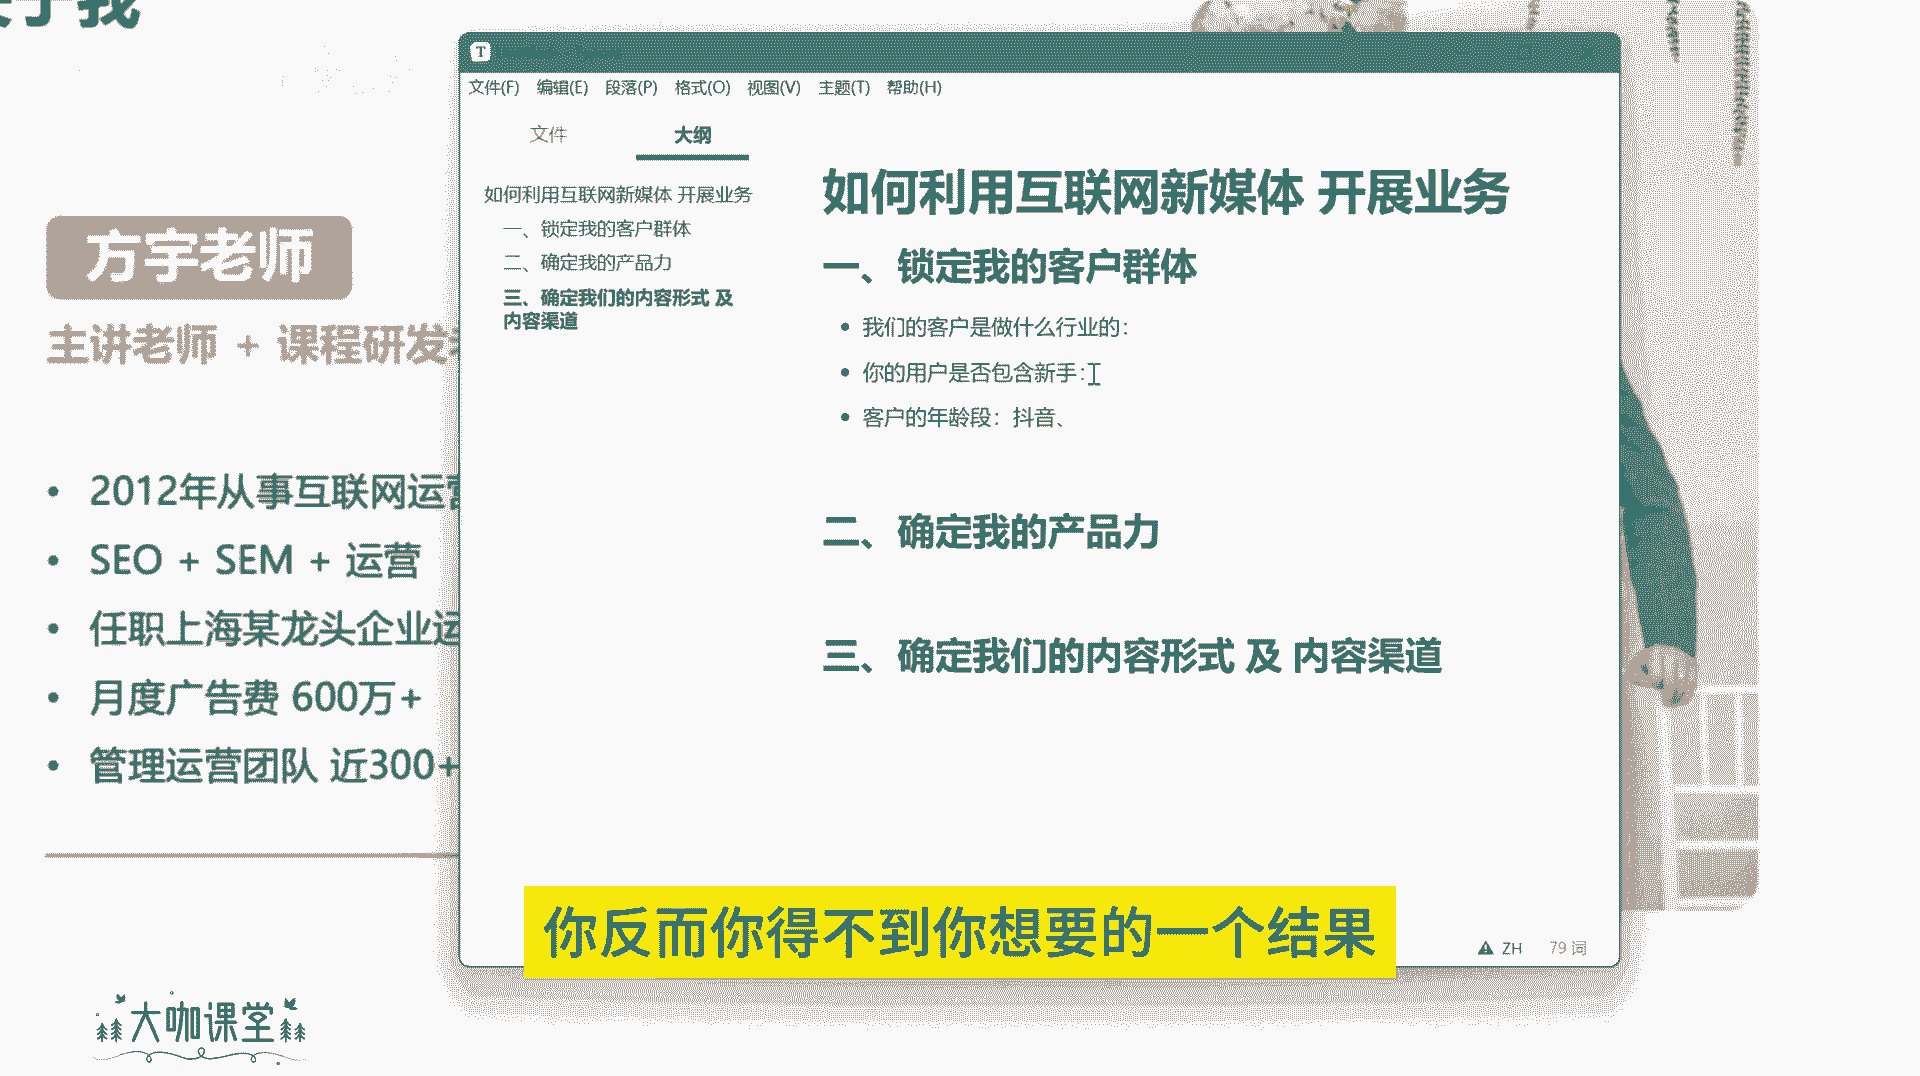 于我
方宇老师
主讲老师 + 课程研发
2012年从事互联网运营
SEO + SEM + 运营
任职上海某龙头企业运
月度广告费 600万+
管理运营团队 近300+
大咖课堂
T
文件(F) 编辑(E) 段落(P) 格式(O) 视图(V) 主题(T) 帮助(H)
文件 大纲
如何利用互联网新媒体 开展业务
一、锁定我的客户群体
二、确定我的产品力
三、确定我们的内容形式 及
内容渠道
如何利用互联网新媒体 开展业务
一、锁定我的客户群体
我们的客户是做什么行业的：
你的用户是否包含新手：
客户的年龄段：抖音、
二、确定我的产品力
三、确定我们的内容形式 及 内容渠道
ZH 79 词
你反而你得不到你想要的一个结果